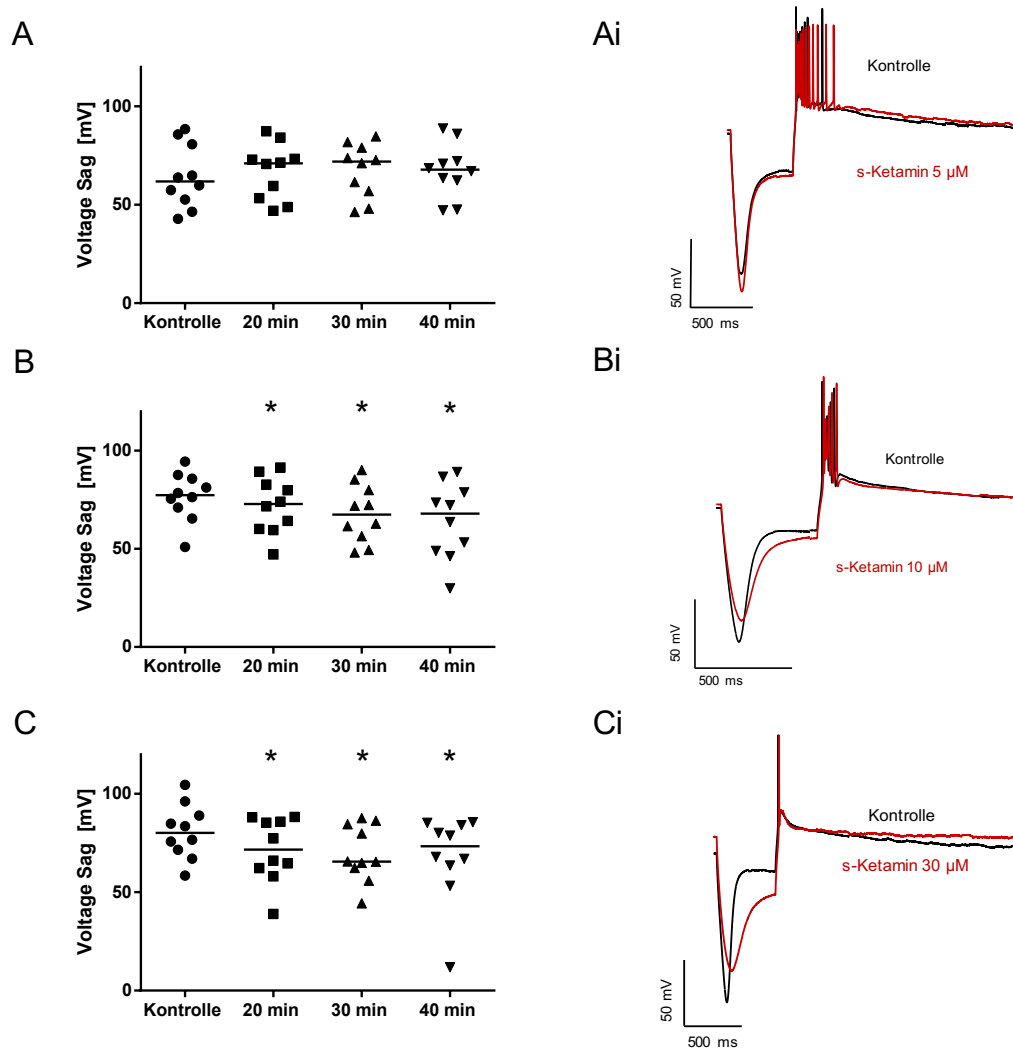 A
Voltage Sag [mV]
100
50
0
Kontrolle 20 min 30 min 40 min
Ai
Kontrolle
s-Ketamin 5 µM
50 mV
500 ms
B
Voltage Sag [mV]
* * *
100
50
0
Kontrolle 20 min 30 min 40 min
Bi
Kontrolle
s-Ketamin 10 µM
50 mV
500 ms
C
Voltage Sag [mV]
* * *
100
50
0
Kontrolle 20 min 30 min 40 min
Ci
Kontrolle
s-Ketamin 30 µM
50 mV
500 ms